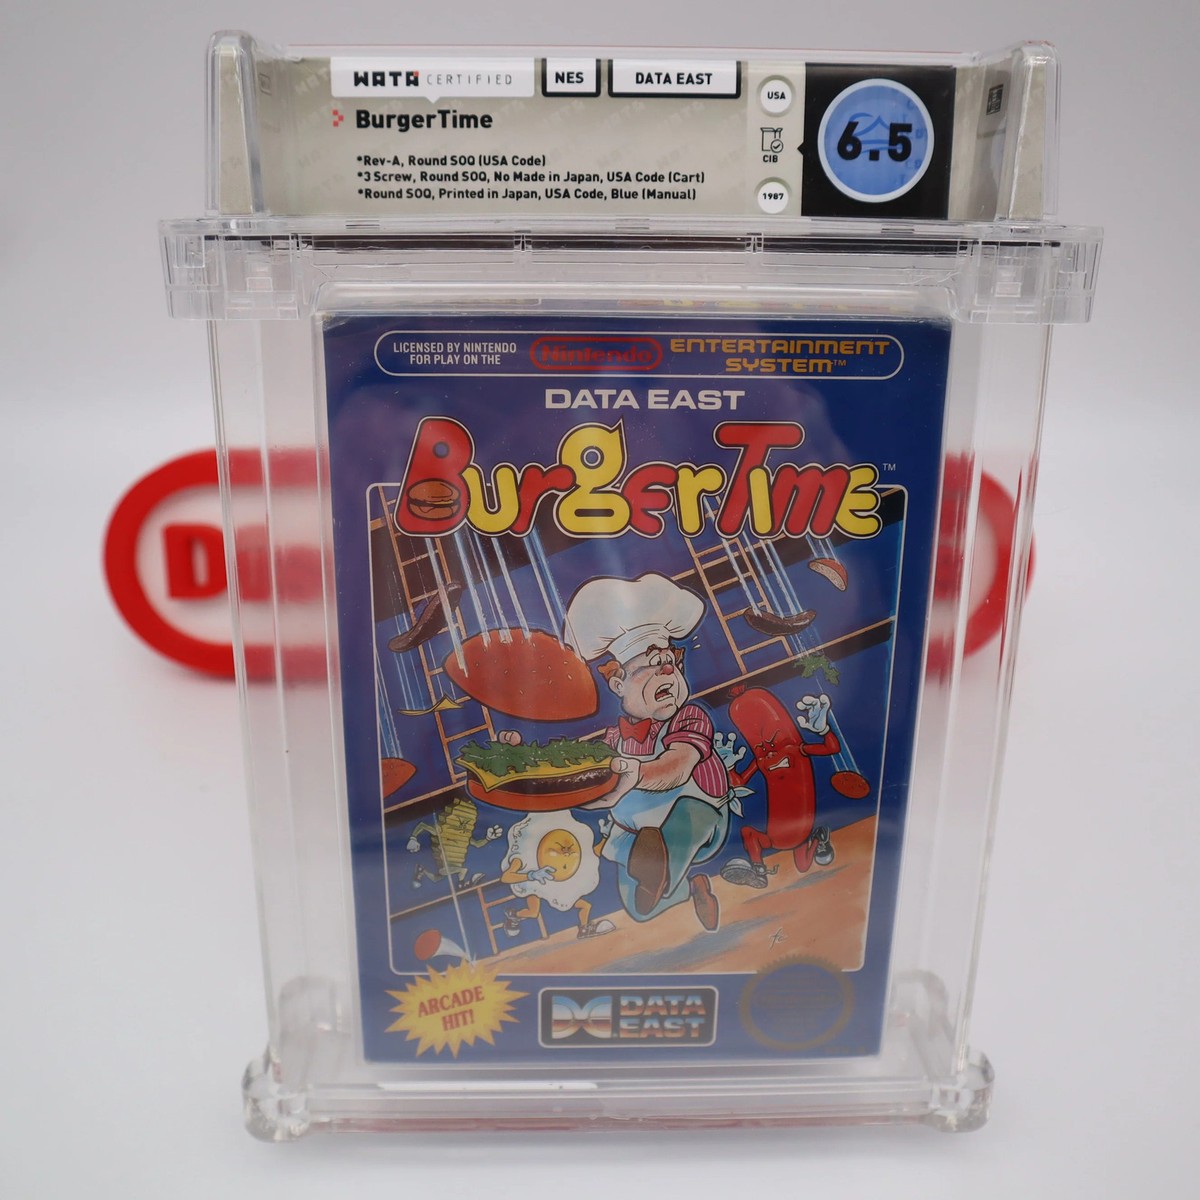 WATA CERTIFIED
NES
DATA EAST
BurgerTime
*Rev-A, Round SOQ (USA Code)
*3 Screw, Round SOQ, No Made in Japan, USA Code (Cart)
*Round SOQ, Printed in Japan, USA Code, Blue (Manual)
USA
CIB
1987
6.5
LICENSED BY NINTENDO
FOR PLAY ON THE
Nintendo
ENTERTAINMENT
SYSTEM™
DATA EAST
BurgerTime™
ARCADE
HIT!
DATA
EAST